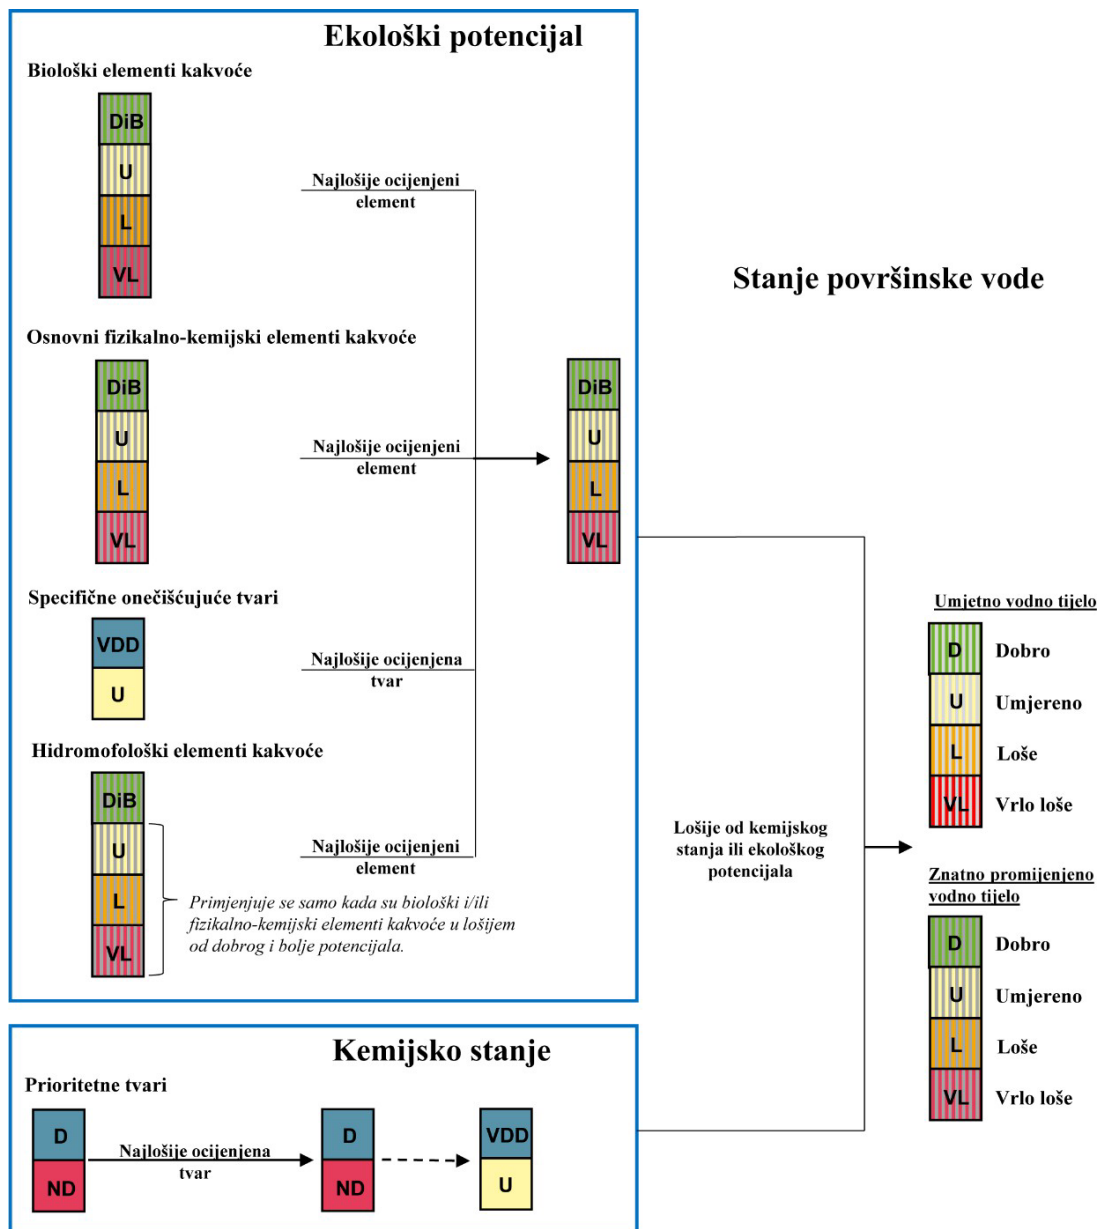 Ekološki potencijal
Biološki elementi kakvoće
DiB
U
L
VL
Najlošije ocijenjeni
element
Osnovni fizikalno-kemijski elementi kakvoće
DiB
U
L
VL
Najlošije ocijenjeni
element
DiB
U
L
VL
Specifične onečišćujuće tvari
VDD
U
Najlošije ocijenjena
tvar
Hidromofološki elementi kakvoće
DiB
U
L
VL
Najlošije ocijenjeni
element
Primjenjuje se samo kada su biološki i/ili
fizikalno-kemijski elementi kakvoće u lošijem
od dobrog i bolje potencijala.
Kemijsko stanje
Prioritetne tvari
D
ND
Najlošije ocijenjena
tvar
D
ND
VDD
U
Stanje površinske vode
Lošije od kemijskog
stanja ili ekološkog
potencijala
Umjetno vodno tijelo
D Dobro
U Umjereno
L Loše
VL Vrlo loše
Znatno promijenjeno
vodno tijelo
D Dobro
U Umjereno
L Loše
VL Vrlo loše